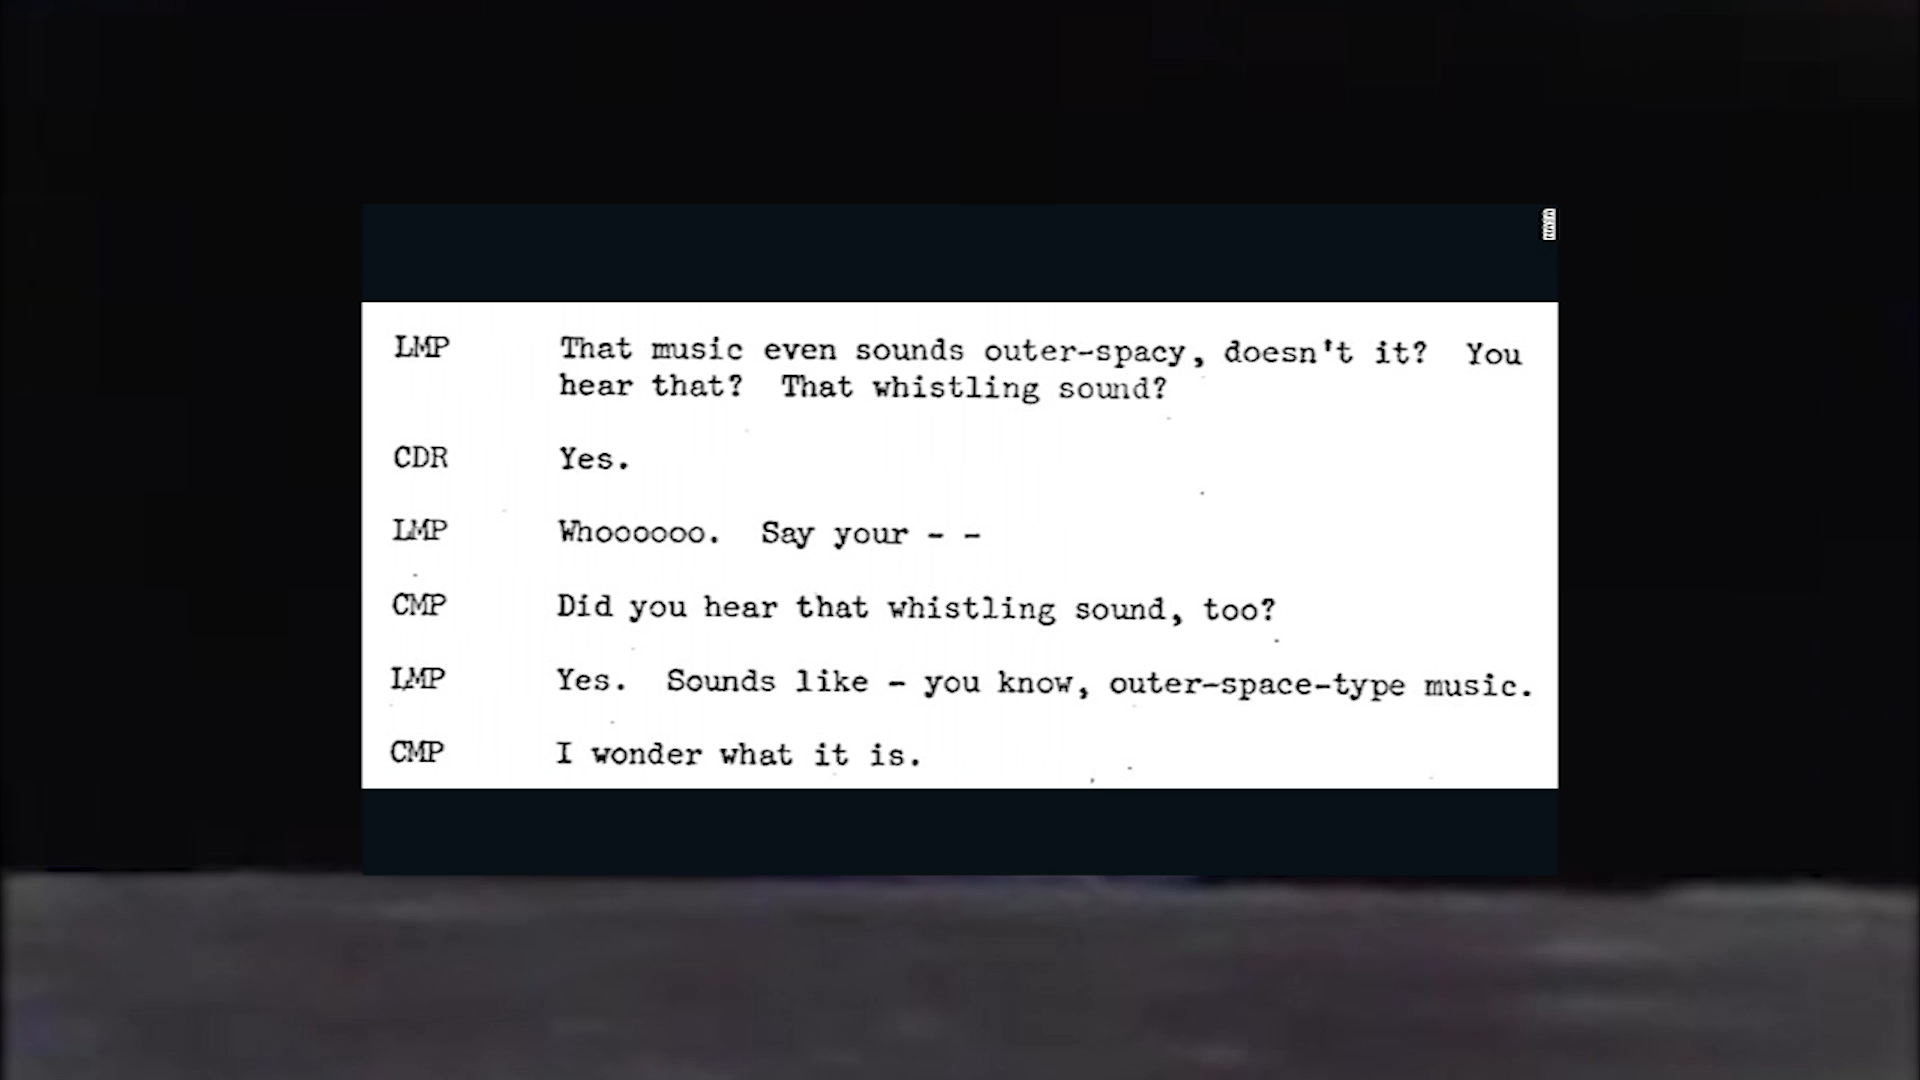 LMP That music even sounds outer-spacy, doesn't it? You
hear that? That whistling sound?
CDR Yes.
LMP Whoooooo. Say your - -
CMP Did you hear that whistling sound, too?
LMP Yes. Sounds like - you know, outer-space-type music.
CMP I wonder what it is.